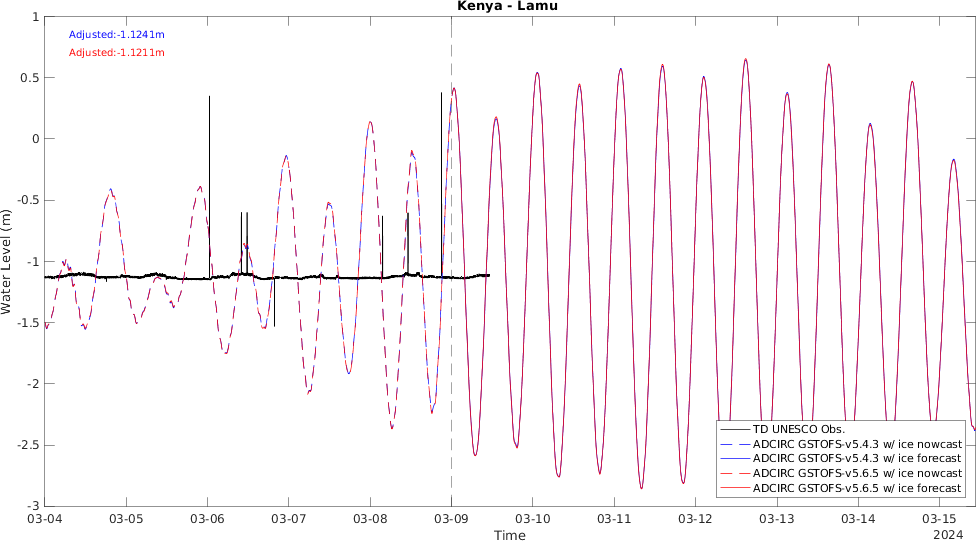 Kenya - Lamu
Adjusted:-1.1241m
Adjusted:-1.1211m
Water Level (m)
1
0.5
0
-0.5
-1
-1.5
-2
-2.5
-3
TD UNESCO Obs.
ADCIRC GSTOFS-v5.4.3 w/ ice nowcast
ADCIRC GSTOFS-v5.4.3 w/ ice forecast
ADCIRC GSTOFS-v5.6.5 w/ ice nowcast
ADCIRC GSTOFS-v5.6.5 w/ ice forecast
03-04 03-05 03-06 03-07 03-08 03-09 03-10 03-11 03-12 03-13 03-14 03-15
Time
2024